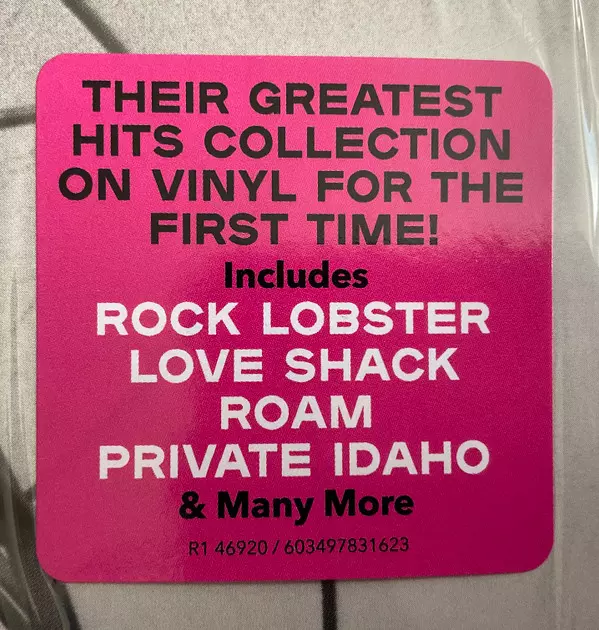 THEIR GREATEST
HITS COLLECTION
ON VINYL FOR THE
FIRST TIME!
Includes
ROCK LOBSTER
LOVE SHACK
ROAM
PRIVATE IDAHO
& Many More
R1 46920 / 603497831623